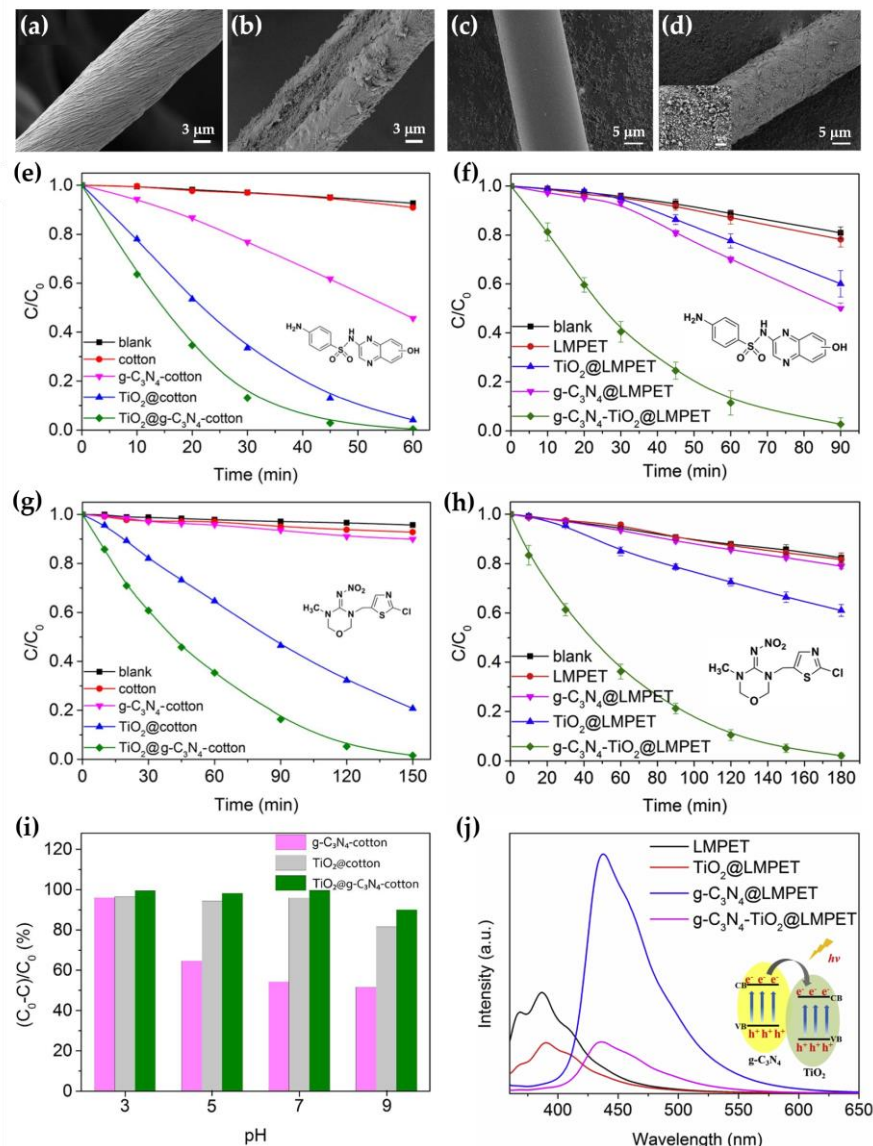 (a)
3 μm
(b)
3 μm
(c)
5 μm
(d)
5 μm
(e)
1.0
0.8
0.6
0.4
0.2
0.0
C/C₀
blank
cotton
g-C₃N₄-cotton
TiO₂@cotton
TiO₂@g-C₃N₄-cotton
H₂N
H
N
S
O O
N
N
OH
0 10 20 30 40 50 60
Time (min)
(f)
1.0
0.8
0.6
0.4
0.2
0.0
C/C₀
blank
LMPET
TiO₂@LMPET
g-C₃N₄@LMPET
g-C₃N₄-TiO₂@LMPET
H₂N
H
N
S
O O
N
N
OH
0 10 20 30 40 50 60 70 80 90
Time (min)
(g)
1.0
0.8
0.6
0.4
0.2
0.0
C/C₀
blank
cotton
g-C₃N₄-cotton
TiO₂@cotton
TiO₂@g-C₃N₄-cotton
NO₂
N
H₃C N N
O
N
S Cl
0 30 60 90 120 150
Time (min)
(h)
1.0
0.8
0.6
0.4
0.2
0.0
C/C₀
blank
LMPET
g-C₃N₄@LMPET
TiO₂@LMPET
g-C₃N₄-TiO₂@LMPET
NO₂
N
H₃C N N
O
N
S Cl
0 20 40 60 80 100 120 140 160 180
Time (min)
(i)
120
100
80
60
40
20
0
(C₀-C)/C₀ (%)
g-C₃N₄-cotton
TiO₂@cotton
TiO₂@g-C₃N₄-cotton
3 5 7 9
pH
(j)
Intensity (a.u.)
LMPET
TiO₂@LMPET
g-C₃N₄@LMPET
g-C₃N₄-TiO₂@LMPET
hν
CB e⁻ e⁻ e⁻
e⁻ e⁻ e⁻ CB
VB h⁺ h⁺ h⁺
h⁺ h⁺ h⁺ VB
g-C₃N₄
TiO₂
400 450 500 550 600 650
Wavelength (nm)